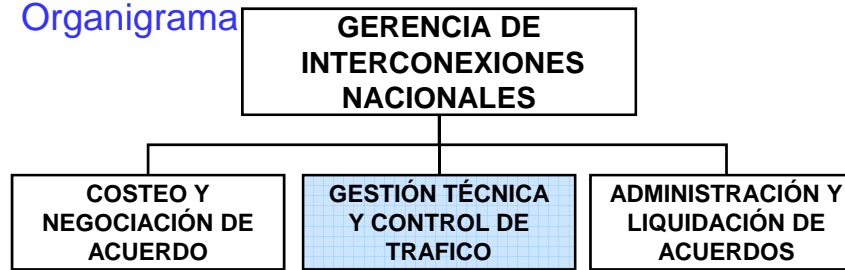 Organigrama
GERENCIA DE
INTERCONEXIONES
NACIONALES
COSTEO Y
NEGOCIACIÓN DE
ACUERDO
GESTIÓN TÉCNICA
Y CONTROL DE
TRAFICO
ADMINISTRACIÓN Y
LIQUIDACIÓN DE
ACUERDOS